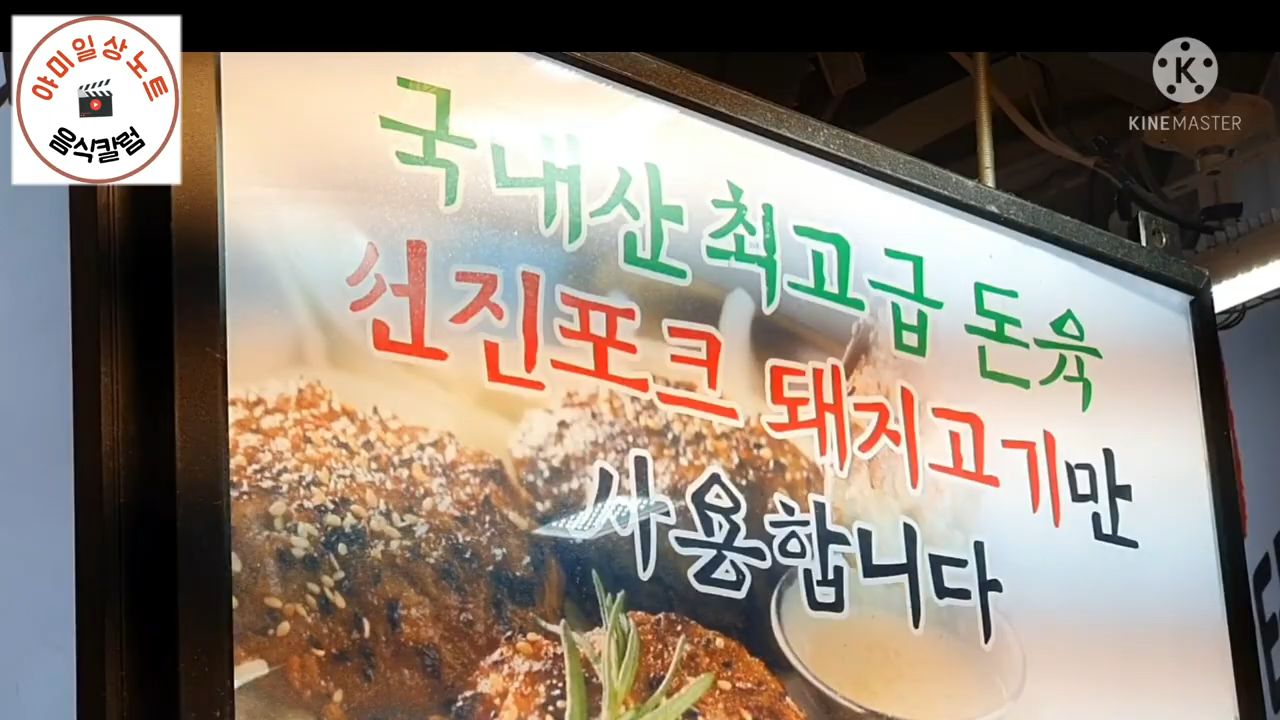 야미일상노트
음식칼럼
KINEMASTER
국내산 최고급 돈육
선진포크 돼지고기만
사용합니다